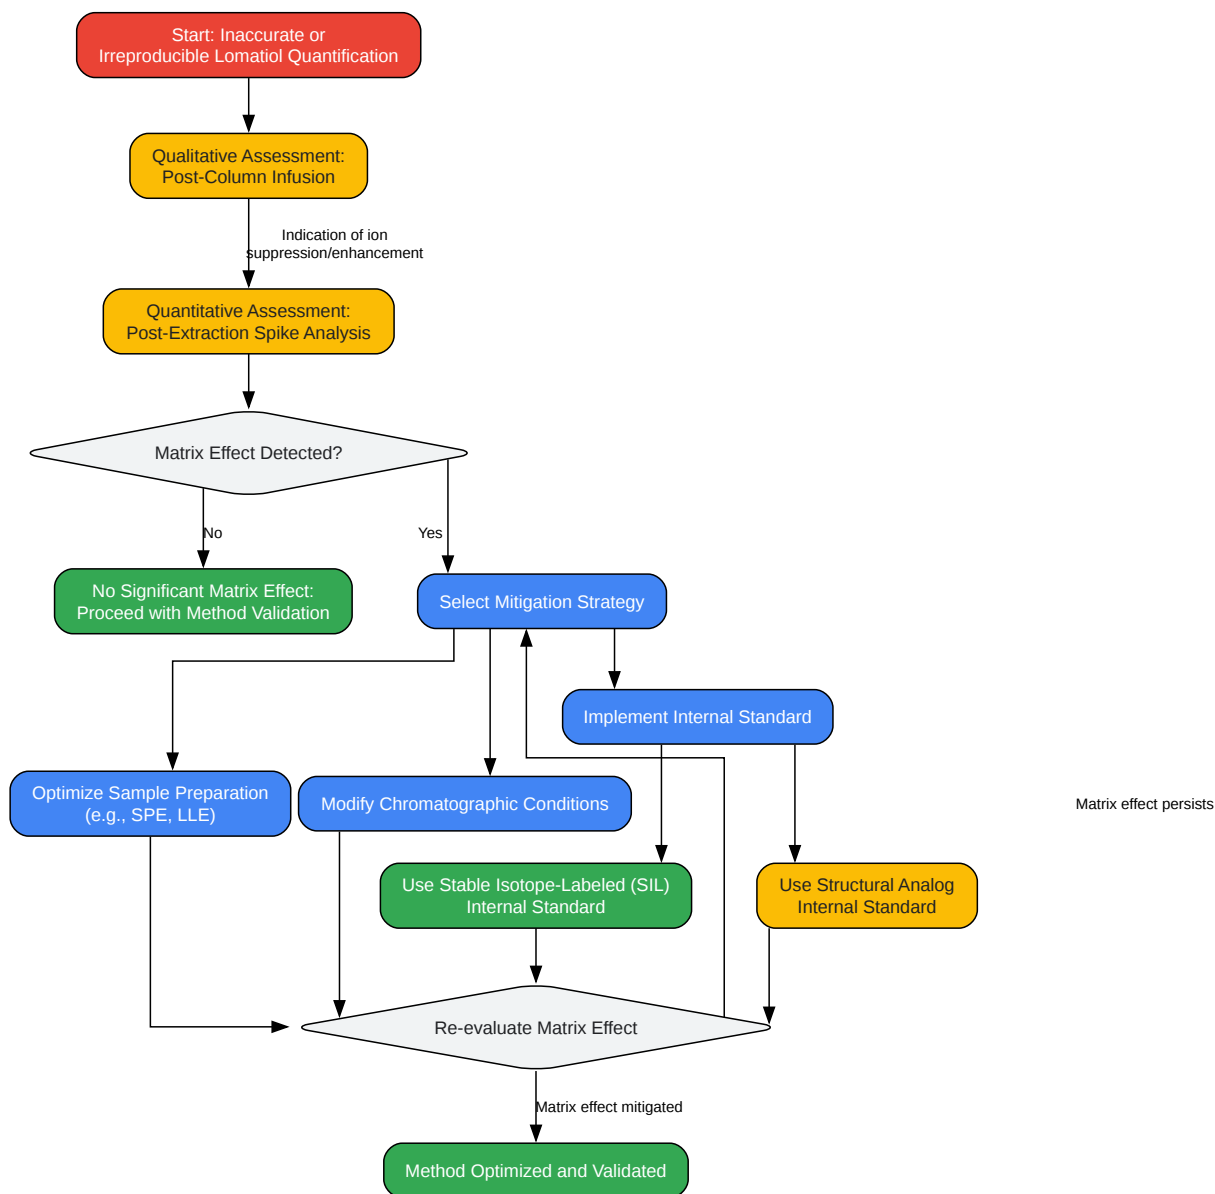 Start: Inaccurate or
Irreproducible Lomatiol Quantification
Qualitative Assessment:
Post-Column Infusion
Indication of ion
suppression/enhancement
Quantitative Assessment:
Post-Extraction Spike Analysis
Matrix Effect Detected?
No
Yes
No Significant Matrix Effect:
Proceed with Method Validation
Select Mitigation Strategy
Implement Internal Standard
Optimize Sample Preparation
(e.g., SPE, LLE)
Modify Chromatographic Conditions
Matrix effect persists
Use Stable Isotope-Labeled (SIL)
Internal Standard
Use Structural Analog
Internal Standard
Re-evaluate Matrix Effect
Matrix effect mitigated
Method Optimized and Validated